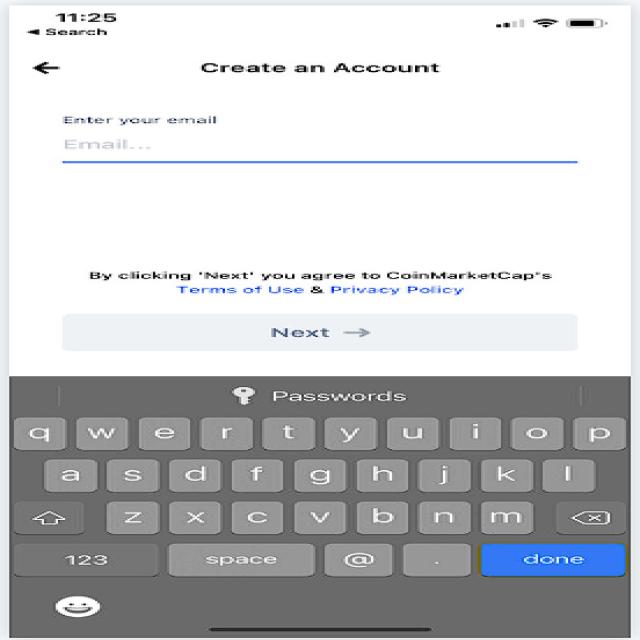 11:25
◀ Search
Create an Account
Enter your email
Email...
By clicking 'Next' you agree to CoinMarketCap's
Terms of Use & Privacy Policy
Next →
Passwords
q w e r t y u i o p
a s d f g h j k l
z x c v b n m
123 space @ . done